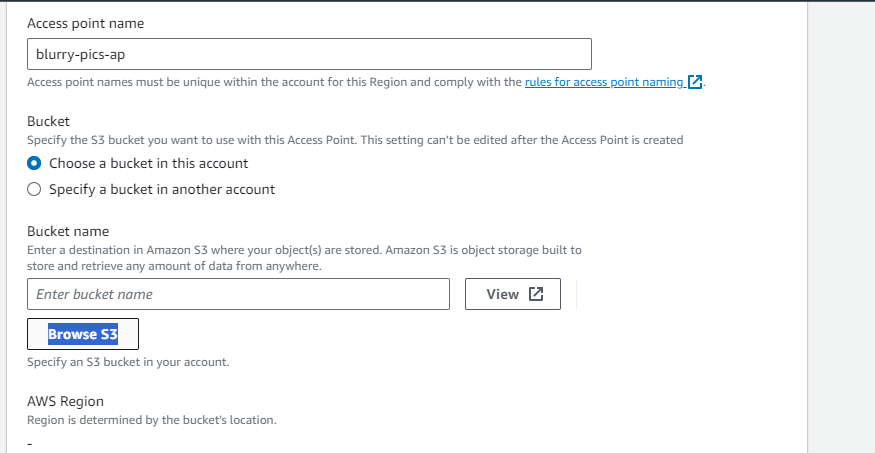 Access point name
blurry-pics-ap
Access point names must be unique within the account for this Region and comply with the rules for access point naming.
Bucket
Specify the S3 bucket you want to use with this Access Point. This setting can't be edited after the Access Point is created
Choose a bucket in this account
Specify a bucket in another account
Bucket name
Enter a destination in Amazon S3 where your object(s) are stored. Amazon S3 is object storage built to
store and retrieve any amount of data from anywhere.
Enter bucket name View
Browse S3
Specify an S3 bucket in your account.
AWS Region
Region is determined by the bucket's location.
-